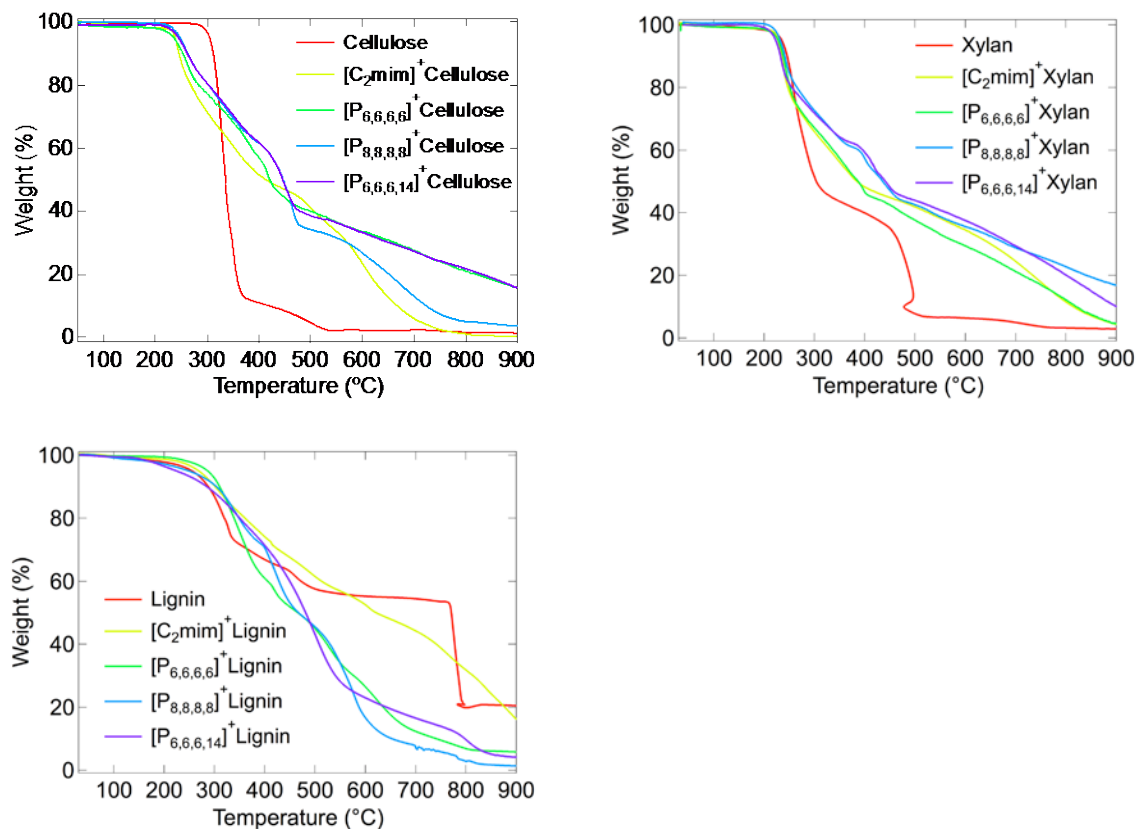 100
80
60
40
20
0
Weight (%)
Cellulose
[C₂mim]⁺Cellulose
[P₆,₆,₆,₆]⁺Cellulose
[P₈,₈,₈,₈]⁺Cellulose
[P₆,₆,₆,₁₄]⁺Cellulose
100 200 300 400 500 600 700 800 900
Temperature (ºC)
100
80
60
40
20
0
Weight (%)
Xylan
[C₂mim]⁺Xylan
[P₆,₆,₆,₆]⁺Xylan
[P₈,₈,₈,₈]⁺Xylan
[P₆,₆,₆,₁₄]⁺Xylan
100 200 300 400 500 600 700 800 900
Temperature (°C)
100
80
60
40
20
0
Weight (%)
Lignin
[C₂mim]⁺Lignin
[P₆,₆,₆,₆]⁺Lignin
[P₈,₈,₈,₈]⁺Lignin
[P₆,₆,₆,₁₄]⁺Lignin
100 200 300 400 500 600 700 800 900
Temperature (°C)